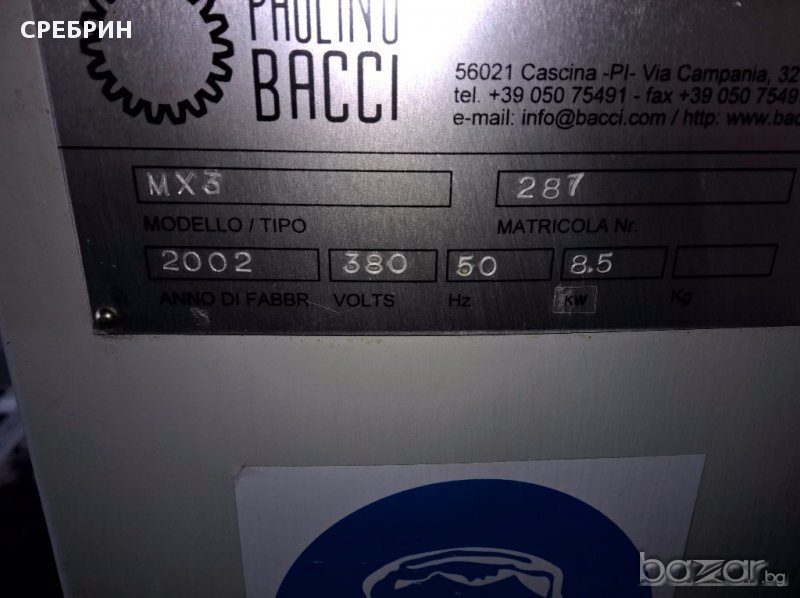 СРЕБРИН
PAOLINO
BACCI
56021 Cascina -PI- Via Campania, 32
tel. +39 050 75491 - fax +39 050 7549
e-mail: info@bacci.com / http: www.bac
MX3 287
MODELLO / TIPO MATRICOLA Nr.
2002 380 50 8.5
ANNO DI FABBR. VOLTS Hz KW Kg
bazar.bg